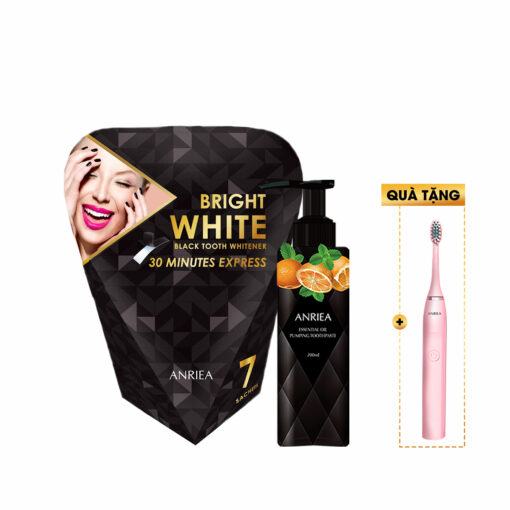 BRIGHT
WHITE
BLACK TOOTH WHITENER
30 MINUTES EXPRESS
ANRIEA
7
SACHETS
ANRIEA
ESSENTIAL OIL
PUMPING TOOTHPASTE
200ml
QUÀ TẶNG
+
ANRIEA